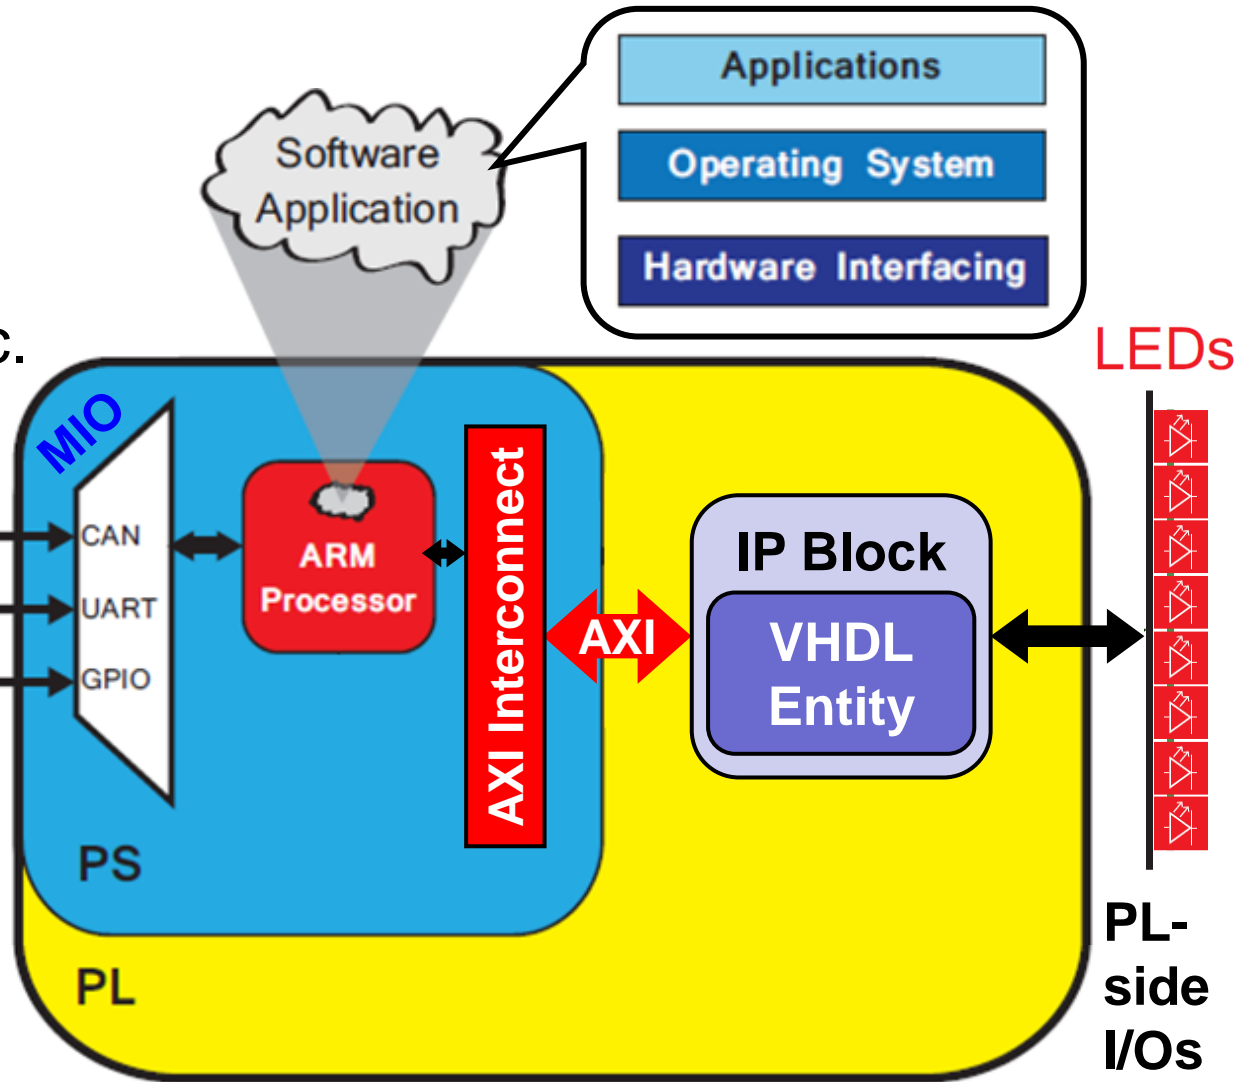 Applications
Operating System
Hardware Interfacing
Software
Application
c.
LEDs
MIO
CAN
UART
GPIO
ARM
Processor
AXI Interconnect
AXI
IP Block
VHDL
Entity
PS
PL
PL-
side
I/Os